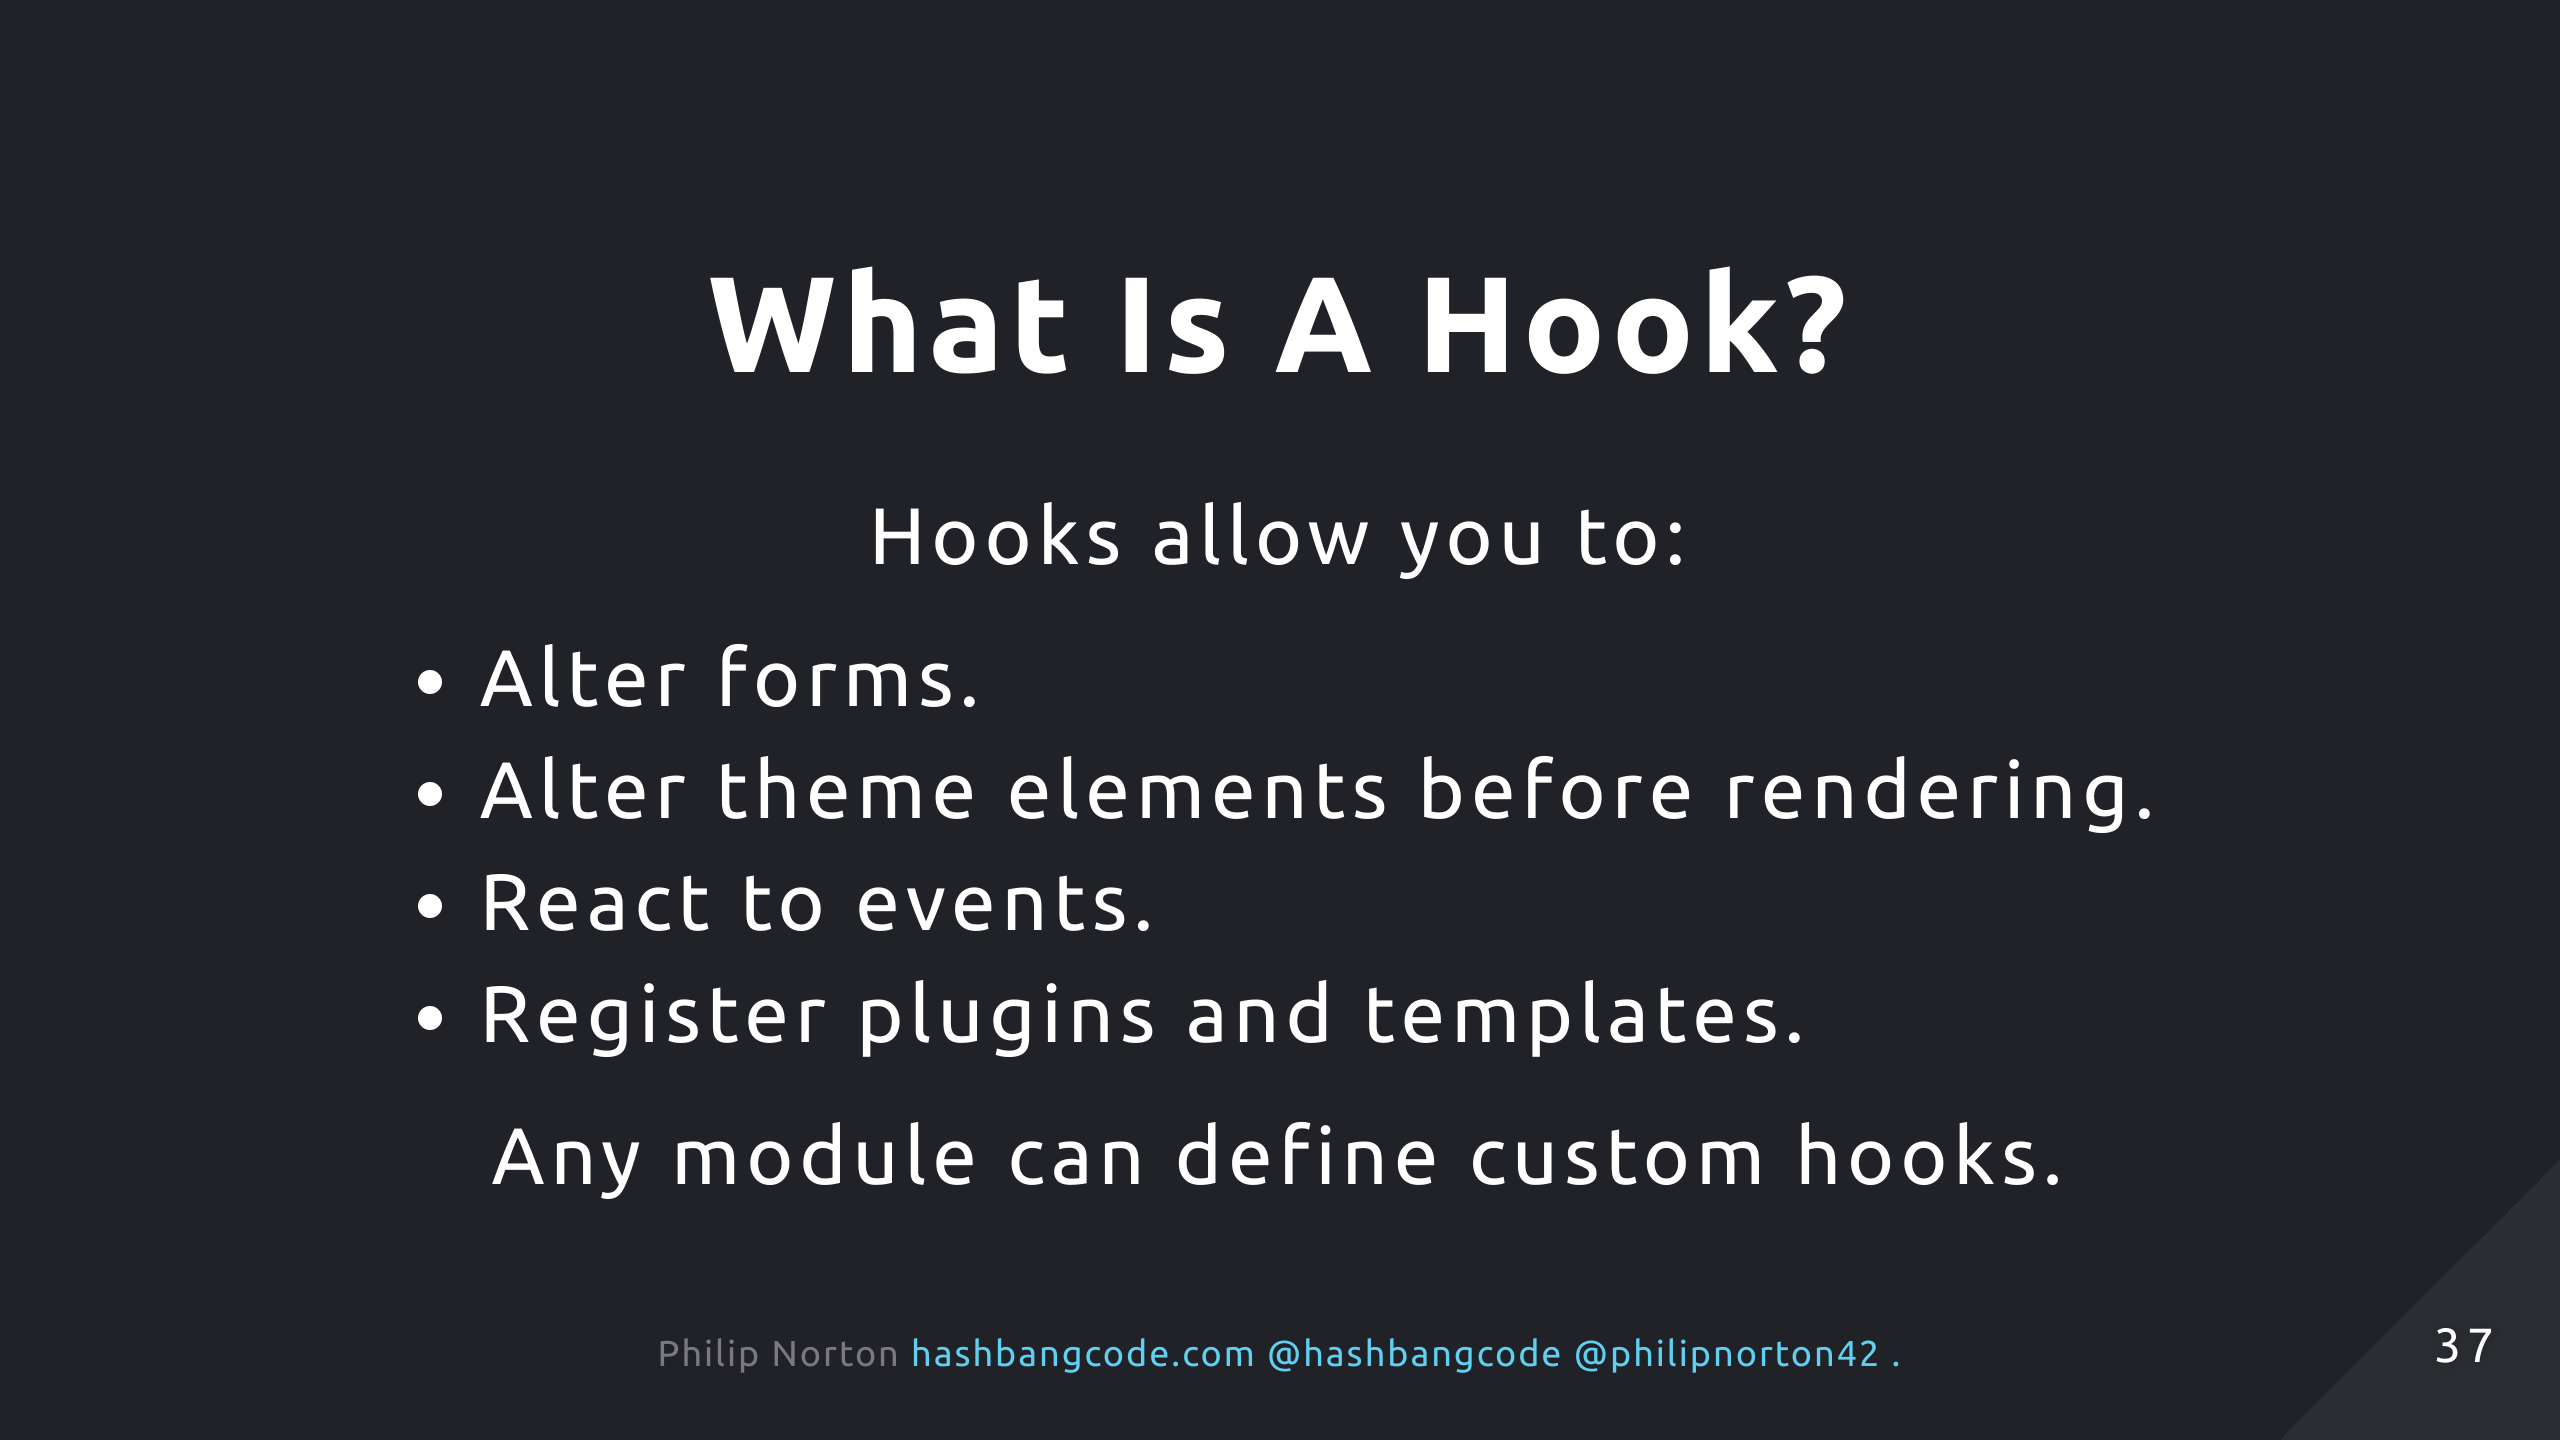 What Is A Hook?
Hooks allow you to:
• Alter forms.
• Alter theme elements before rendering.
• React to events.
• Register plugins and templates.
Any module can define custom hooks.
Philip Norton hashbangcode.com @hashbangcode @philipnorton42 .
37